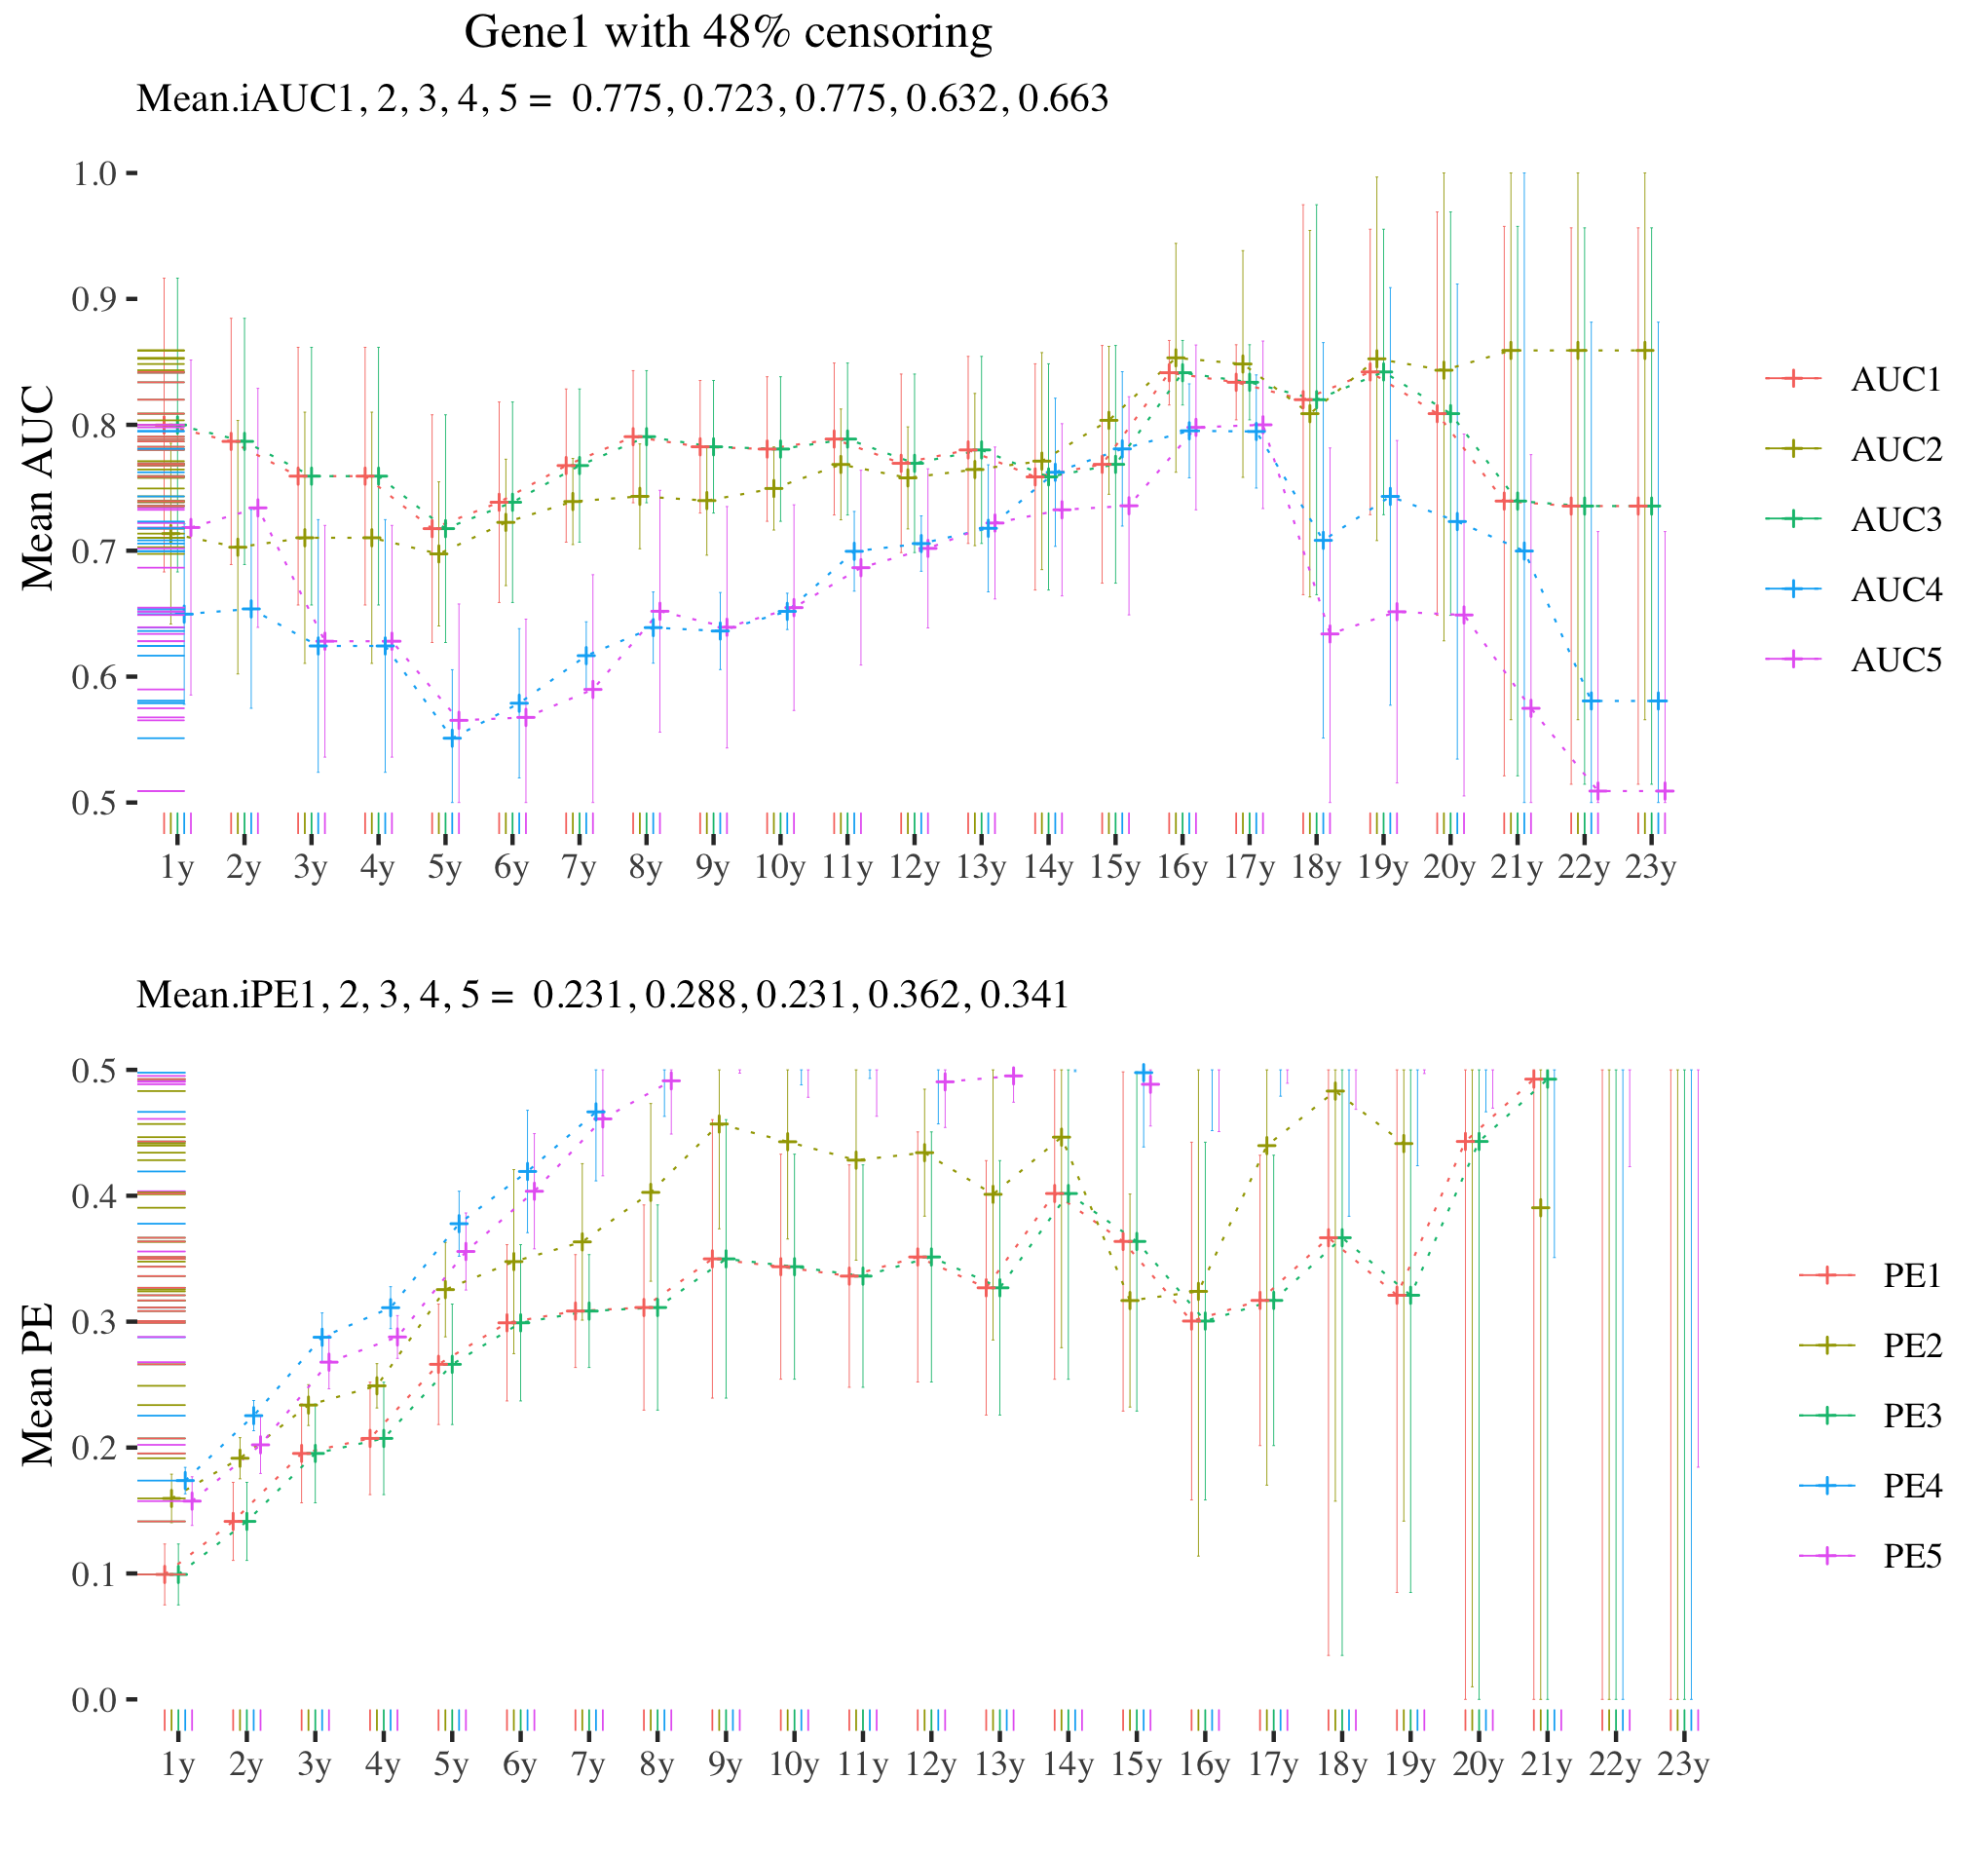 Gene1 with 48% censoring
Mean.iAUC1, 2, 3, 4, 5 = 0.775, 0.723, 0.775, 0.632, 0.663
Mean AUC
1.0
0.9
0.8
0.7
0.6
0.5
1y 2y 3y 4y 5y 6y 7y 8y 9y 10y 11y 12y 13y 14y 15y 16y 17y 18y 19y 20y 21y 22y 23y
AUC1
AUC2
AUC3
AUC4
AUC5
Mean.iPE1, 2, 3, 4, 5 = 0.231, 0.288, 0.231, 0.362, 0.341
Mean PE
0.5
0.4
0.3
0.2
0.1
0.0
1y 2y 3y 4y 5y 6y 7y 8y 9y 10y 11y 12y 13y 14y 15y 16y 17y 18y 19y 20y 21y 22y 23y
PE1
PE2
PE3
PE4
PE5